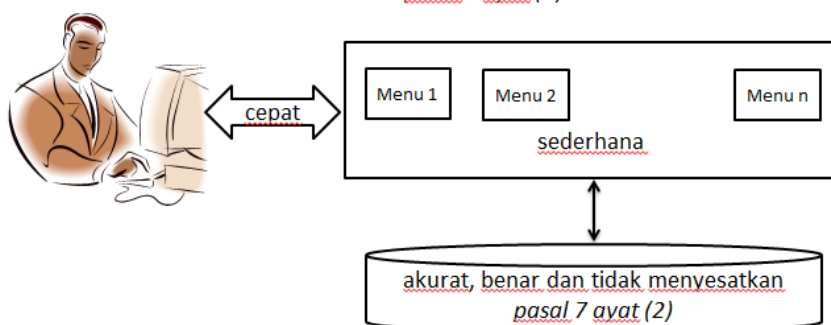 Menu 1
Menu 2
Menu n
cepat
sederhana
akurat, benar dan tidak menyesatkan
pasal 7 ayat (2)